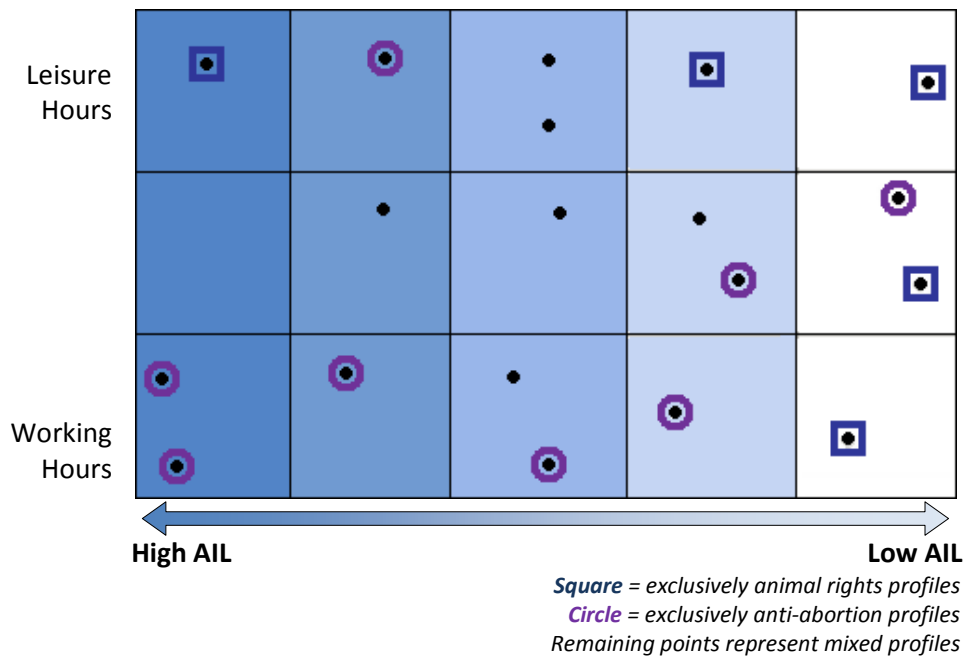 Leisure
Hours
Working
Hours
High AIL
Low AIL
Square = exclusively animal rights profiles
Circle = exclusively anti-abortion profiles
Remaining points represent mixed profiles